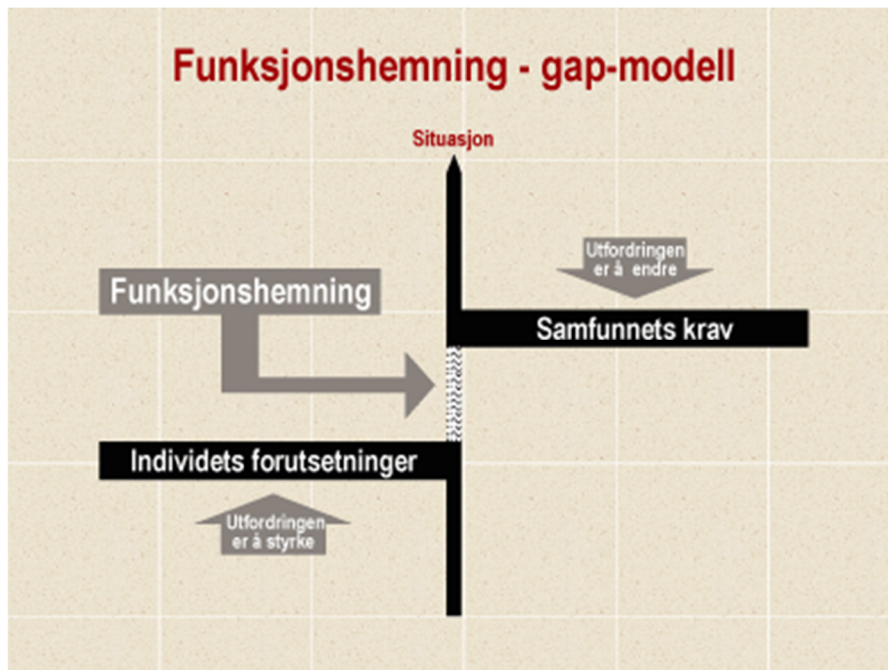 Funksjonshemning - gap-modell
Situasjon
Utfordringen
er å endre
Funksjonshemning
Samfunnets krav
Individets forutsetninger
Utfordringen
er å styrke